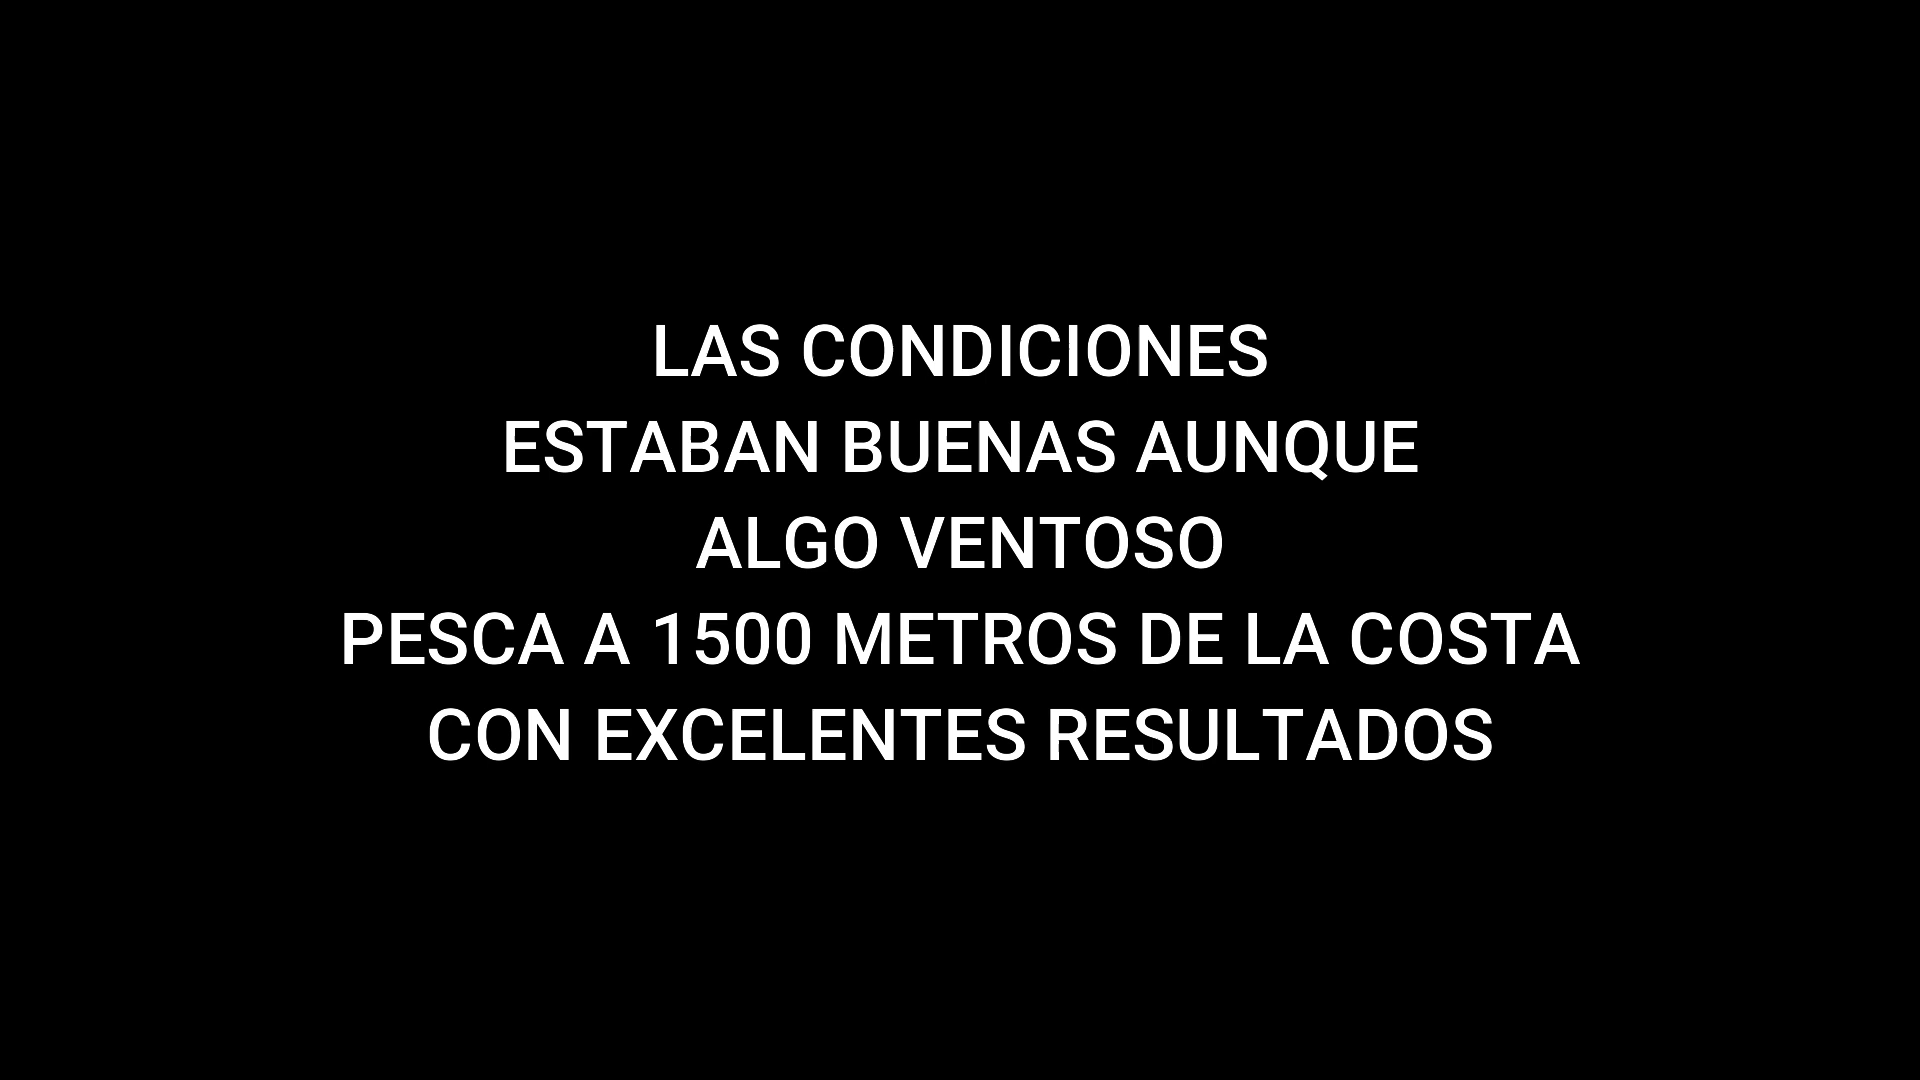 LAS CONDICIONES
ESTABAN BUENAS AUNQUE
ALGO VENTOSO
PESCA A 1500 METROS DE LA COSTA
CON EXCELENTES RESULTADOS